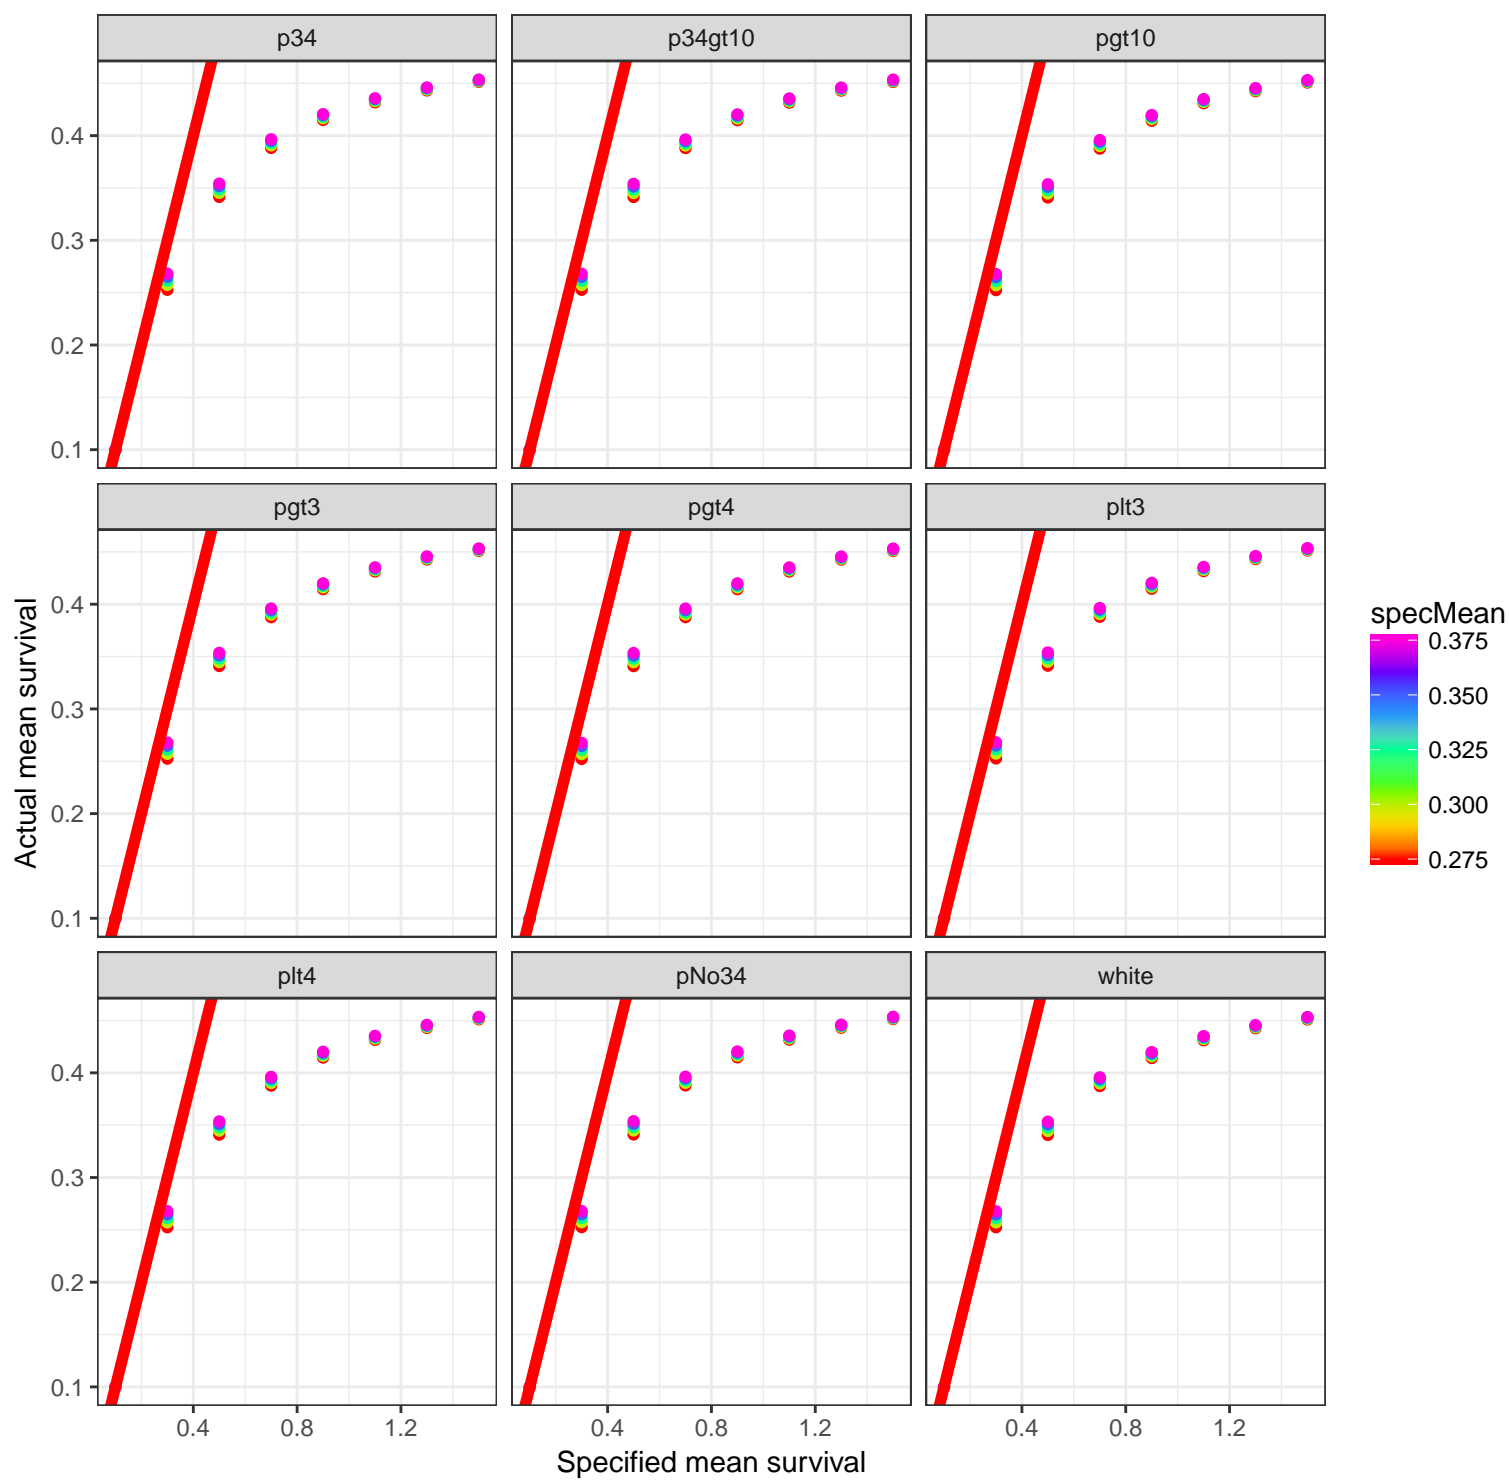 p34 p34gt10 pgt10
0.4
0.3
0.2
0.1
pgt3 pgt4 plt3
0.4
0.3
0.2
0.1
plt4 pNo34 white
0.4
0.3
0.2
0.1
0.4 0.8 1.2 0.4 0.8 1.2 0.4 0.8 1.2
Specified mean survival
Actual mean survival
specMean
0.375
0.350
0.325
0.300
0.275